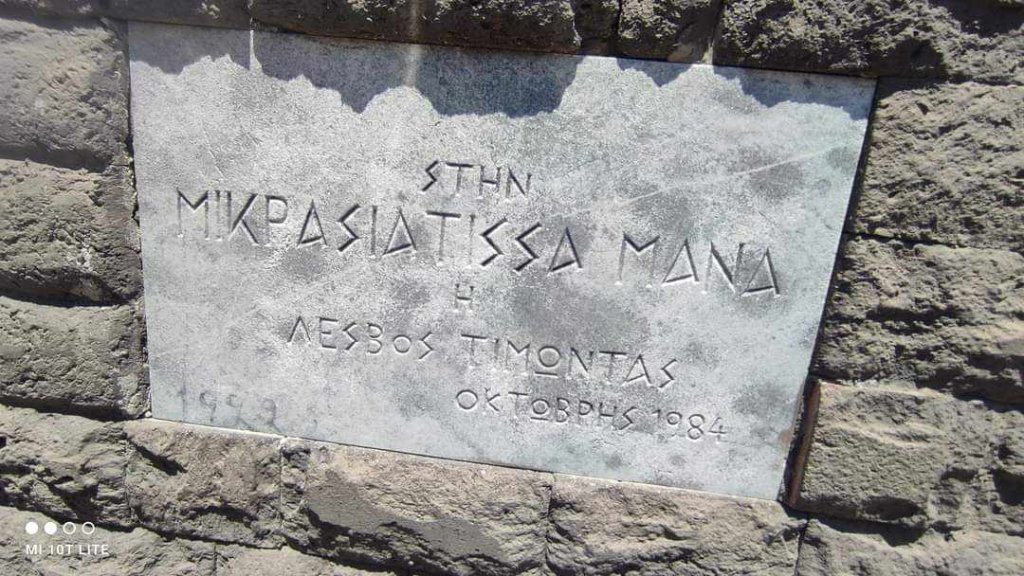 ΣΤΗΝ
ΜΙΚΡΑΣΙΑΤΙΣΣΑ ΜΑΝΑ
Η
ΛΕΣΒΟΣ ΤΙΜΩΝΤΑΣ
ΟΚΤΩΒΡΗΣ 1984
MI 10T LITE